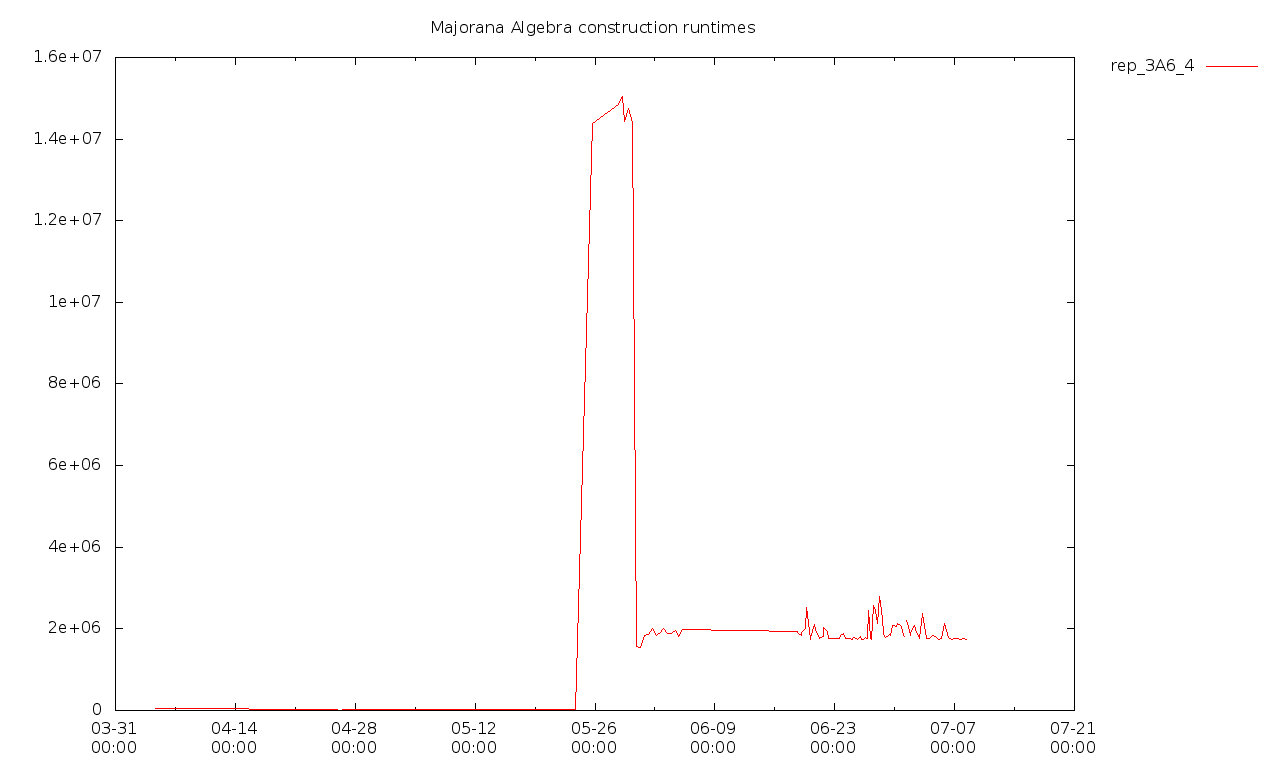 Majorana Algebra construction runtimes
rep_3A6_4
1.6e+07
1.4e+07
1.2e+07
1e+07
8e+06
6e+06
4e+06
2e+06
0
03-31 04-14 04-28 05-12 05-26 06-09 06-23 07-07 07-21
00:00 00:00 00:00 00:00 00:00 00:00 00:00 00:00 00:00